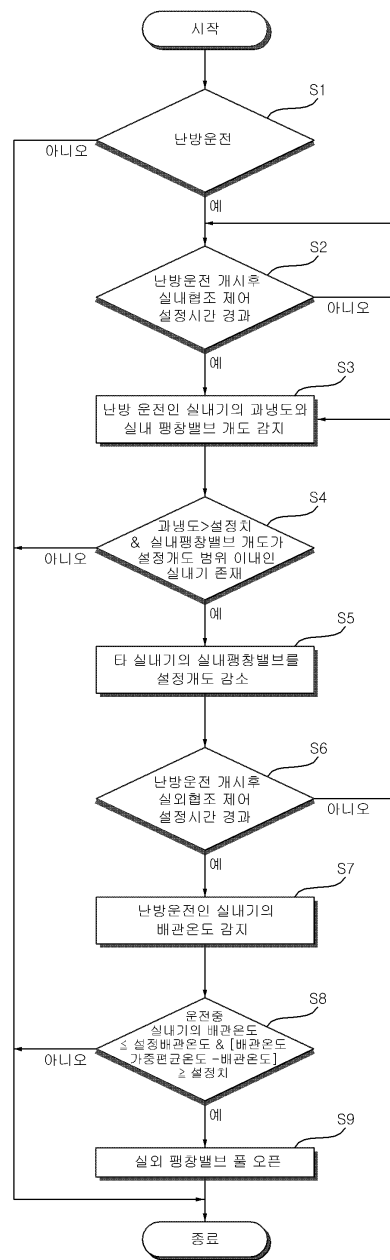 시작
S1
난방운전
아니오
예
S2
난방운전 개시후
실내협조 제어
설정시간 경과
아니오
예
S3
난방 운전인 실내기의 과냉도와
실내 팽창밸브 개도 감지
S4
과냉도>설정치
& 실내팽창밸브 개도가
설정개도 범위 이내인
실내기 존재
아니오
예
S5
타 실내기의 실내팽창밸브를
설정개도 감소
S6
난방운전 개시후
실외협조 제어
설정시간 경과
아니오
예
S7
난방운전인 실내기의
배관온도 감지
S8
운전중
실내기의 배관온도
≤ 설정배관온도 & [배관온도
가중평균온도 -배관온도]
≥ 설정치
아니오
예
S9
실외 팽창밸브 풀 오픈
종료